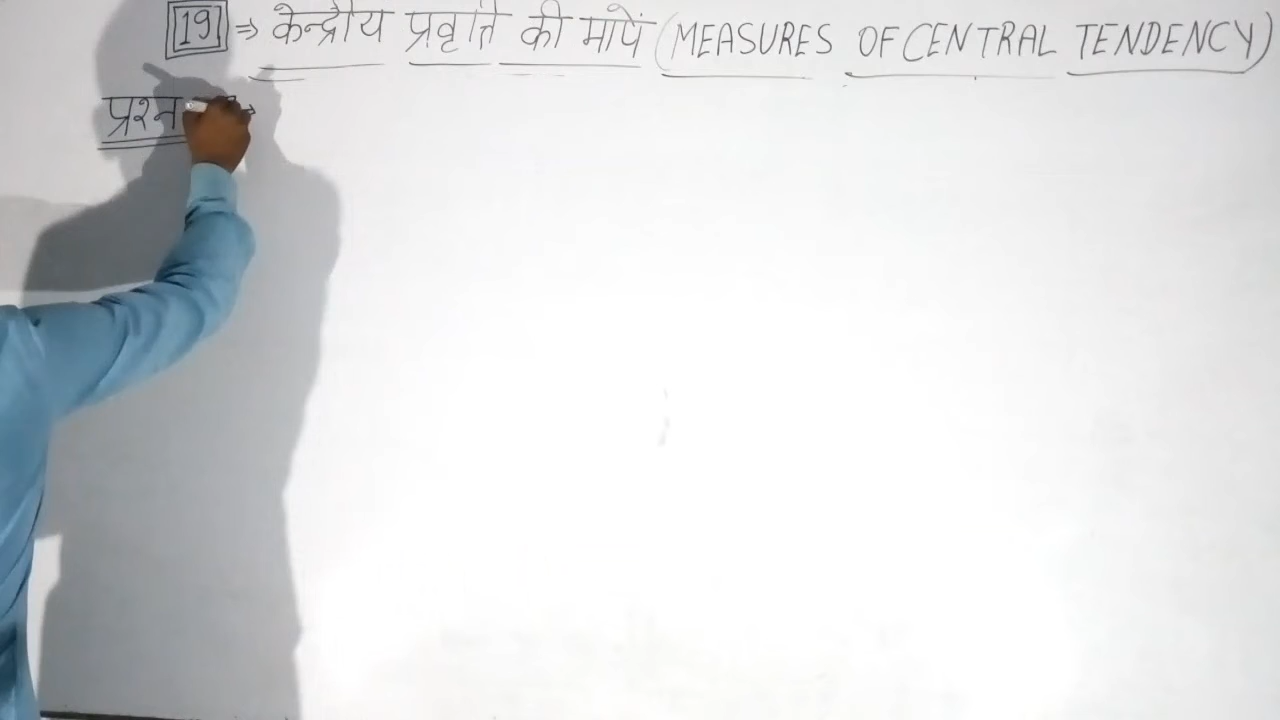 19 ⇒ केन्द्रीय प्रवृत्ति की मापें (MEASURES OF CENTRAL TENDENCY)
प्रश्न